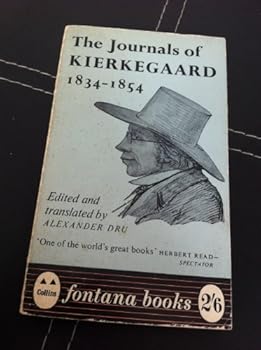 The Journals of
KIERKEGAARD
1834-1854
Edited and
translated by
ALEXANDER DRU
'One of the world's great books' HERBERT READ—
SPECTATOR
Collins
fontana books
2'6